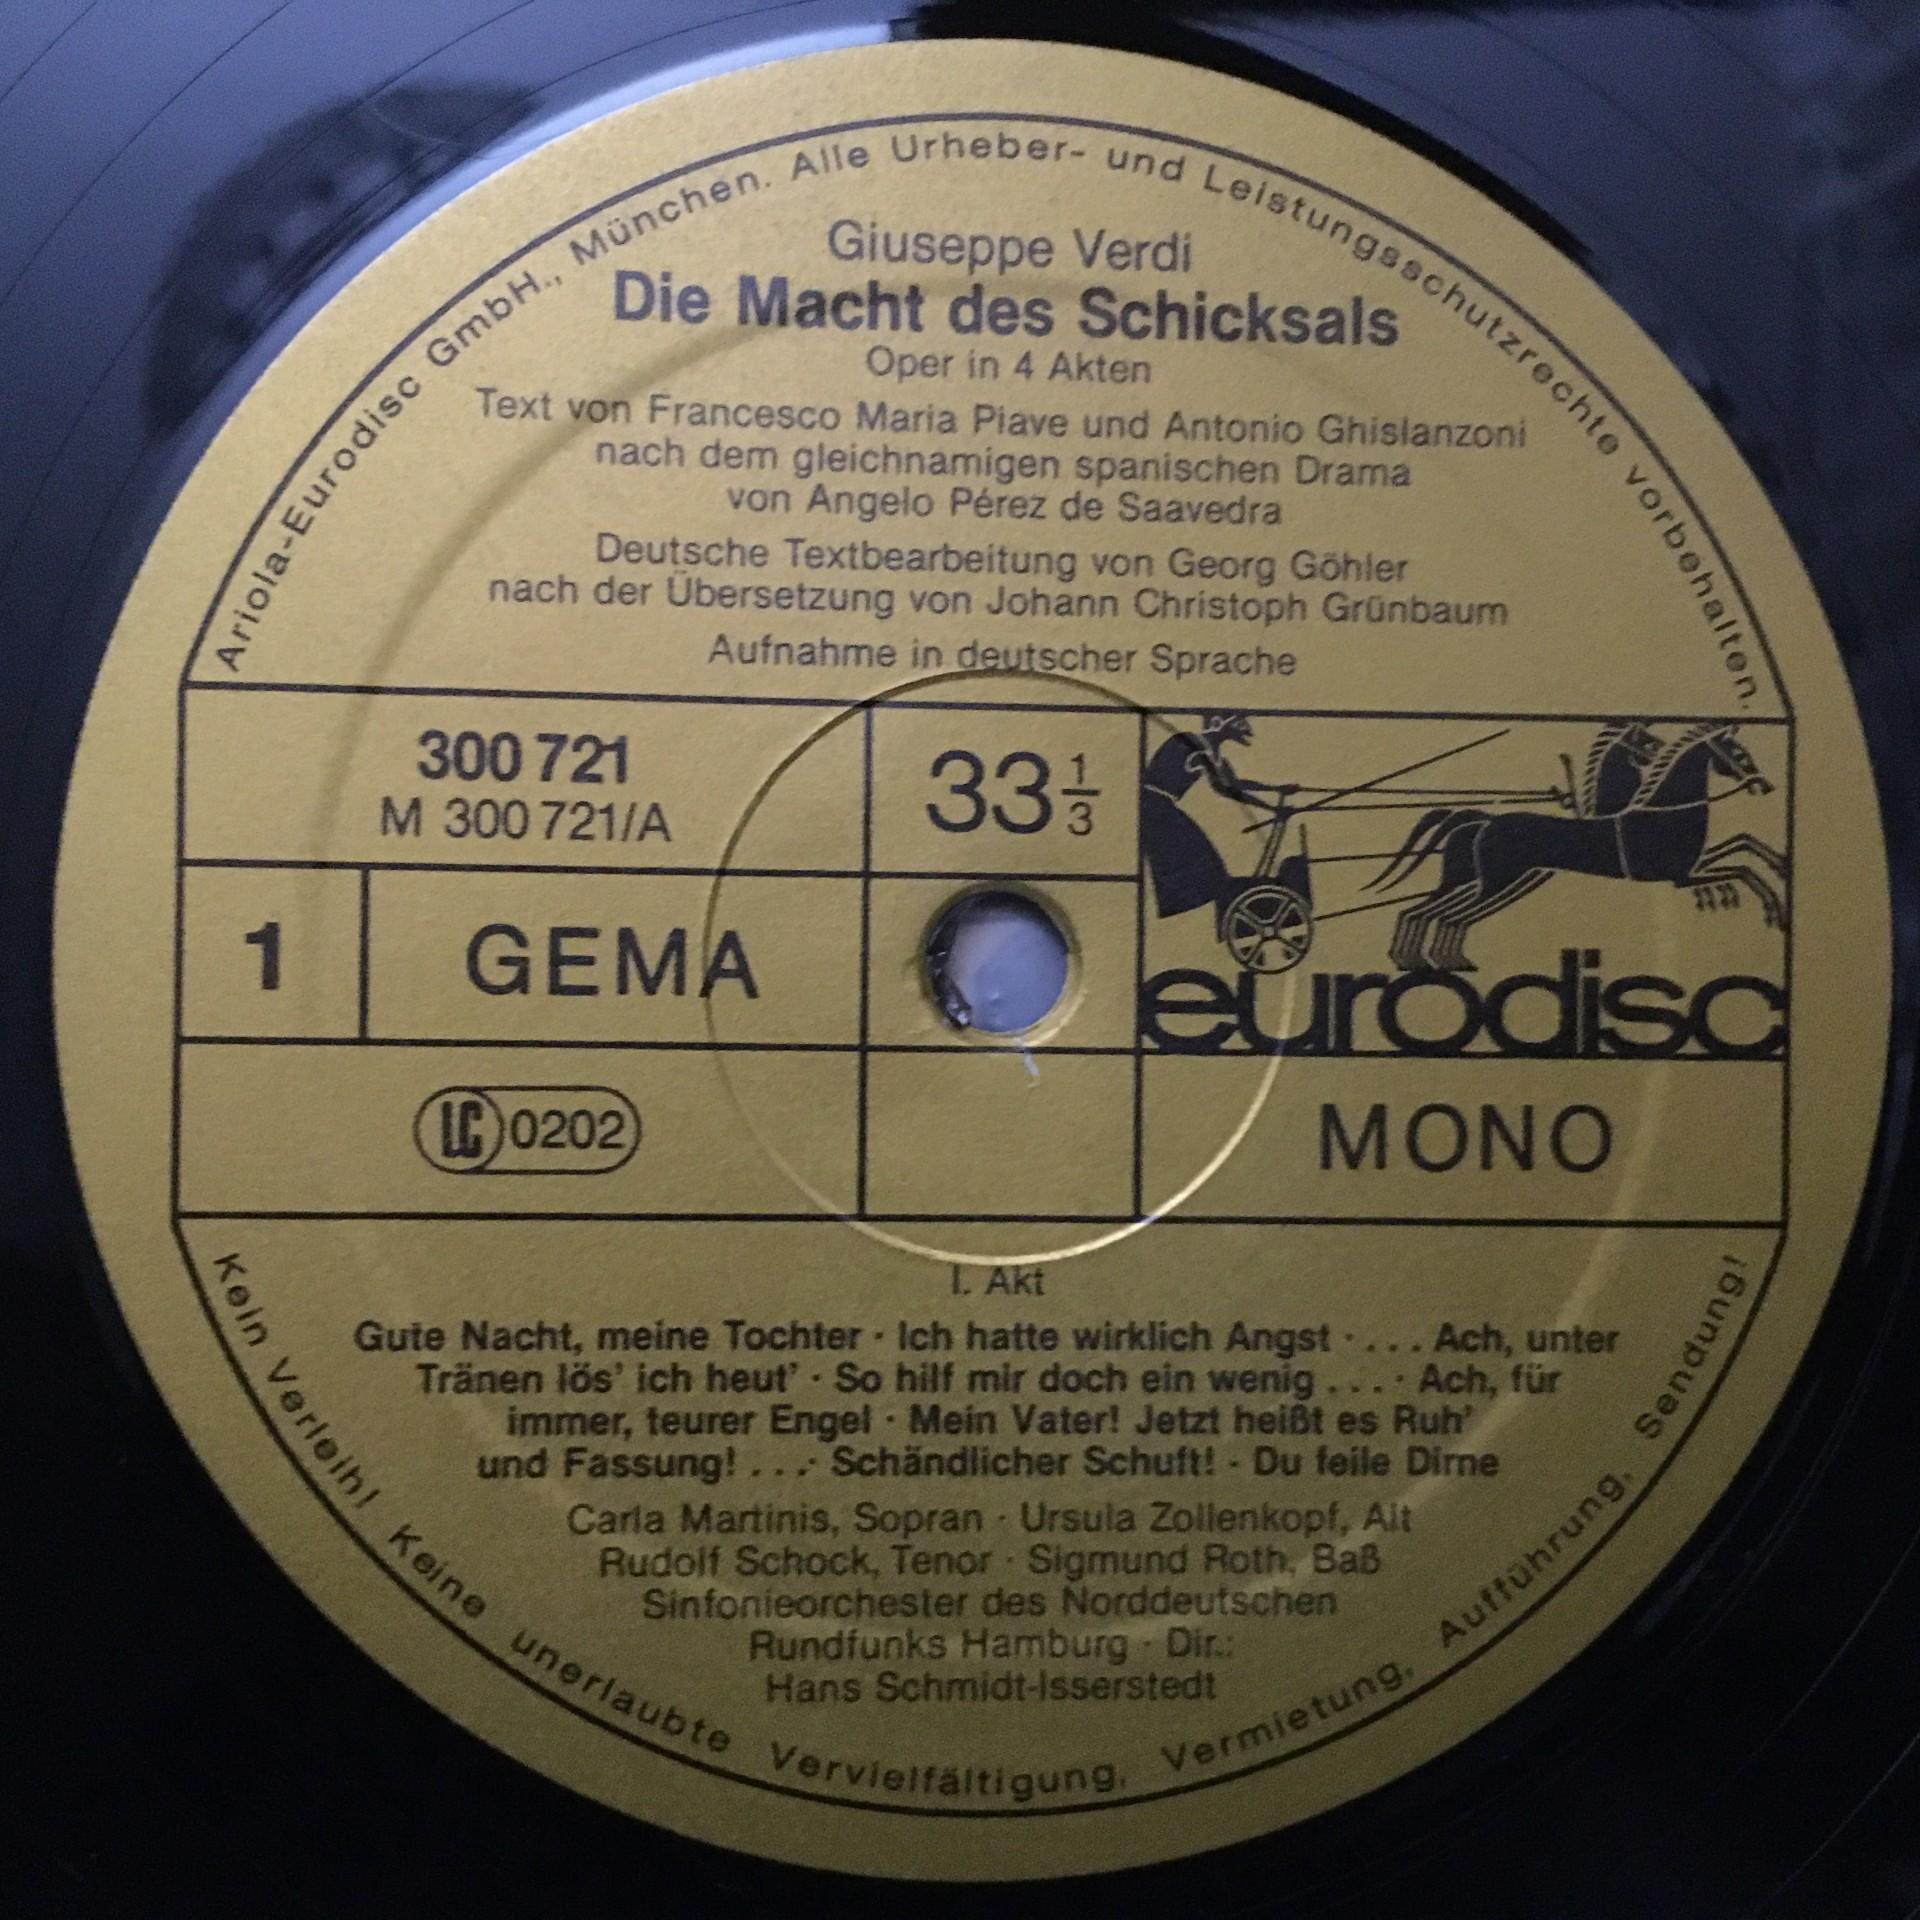 Ariola-Eurodisc GmbH., München. Alle Urheber- und Leistungsschutzrechte vorbehalten.
Giuseppe Verdi
Die Macht des Schicksals
Oper in 4 Akten
Text von Francesco Maria Piave und Antonio Ghislanzoni
nach dem gleichnamigen spanischen Drama
von Angelo Pérez de Saavedra
Deutsche Textbearbeitung von Georg Göhler
nach der Übersetzung von Johann Christoph Grünbaum
Aufnahme in deutscher Sprache
300 721
M 300 721/A
33 1/3
1
GEMA
eurodisc
LC 0202
MONO
I. Akt
Gute Nacht, meine Tochter · Ich hatte wirklich Angst · ... Ach, unter
Tränen lös' ich heut' · So hilf mir doch ein wenig ... · Ach, für
immer, teurer Engel · Mein Vater! Jetzt heißt es Ruh'
und Fassung! ... · Schändlicher Schuft! · Du feile Dirne
Carla Martinis, Sopran · Ursula Zollenkopf, Alt
Rudolf Schock, Tenor · Sigmund Roth, Baß
Sinfonieorchester des Norddeutschen
Rundfunks Hamburg · Dir.:
Hans Schmidt-Isserstedt
Kein Verleih! Keine unerlaubte Vervielfältigung, Vermietung, Aufführung, Sendung!